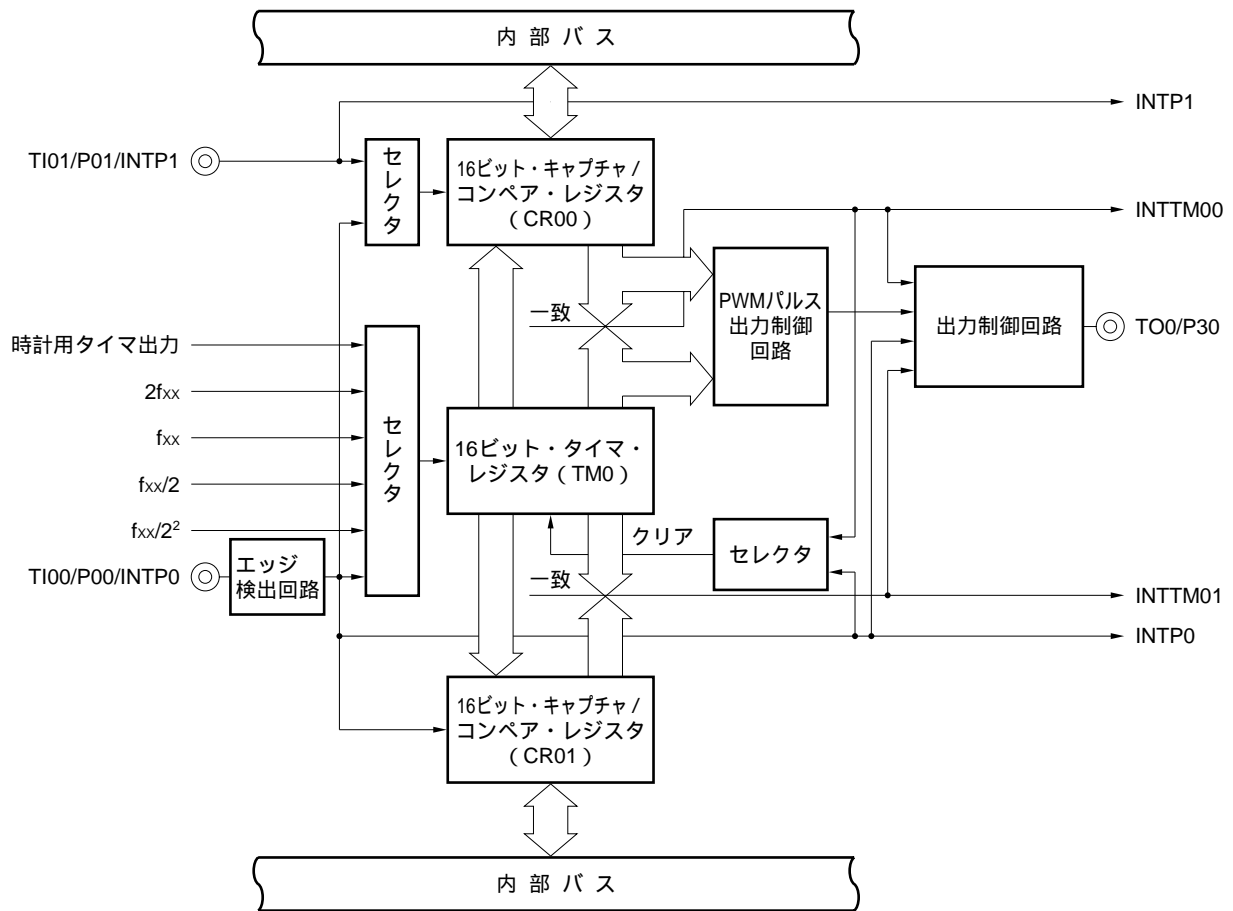 内部バス
INTP1
TI01/P01/INTP1
セレクタ
16ビット・キャプチャ/
コンペア・レジスタ
(CR00)
INTTM00
一致
PWMパルス
出力制御
回路
出力制御回路
TO0/P30
時計用タイマ出力
2fxx
fxx
fxx/2
fxx/2²
セレクタ
16ビット・タイマ・
レジスタ(TM0)
TI00/P00/INTP0
エッジ
検出回路
クリア
セレクタ
一致
INTTM01
INTP0
16ビット・キャプチャ/
コンペア・レジスタ
(CR01)
内部バス